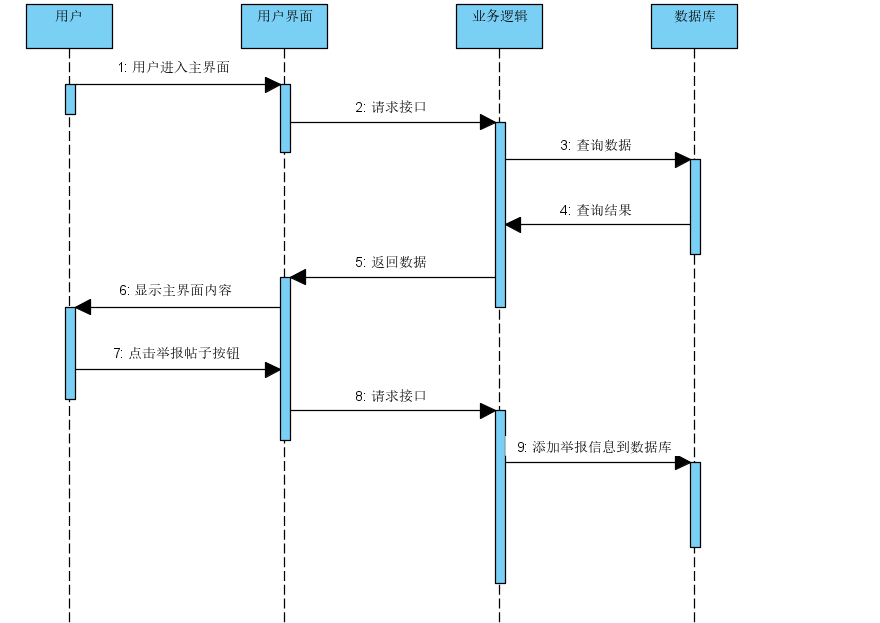 用户
用户界面
业务逻辑
数据库
1: 用户进入主界面
2: 请求接口
3: 查询数据
4: 查询结果
5: 返回数据
6: 显示主界面内容
7: 点击举报帖子按钮
8: 请求接口
9: 添加举报信息到数据库